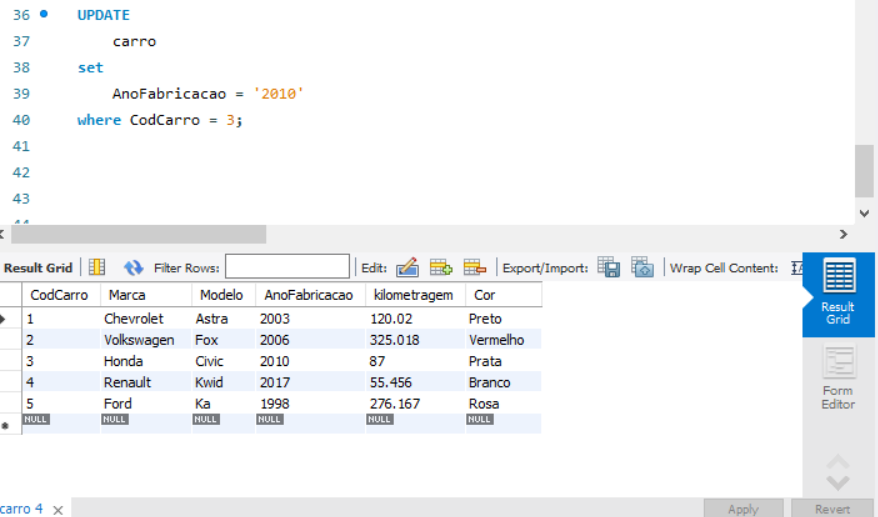 36 UPDATE
37 carro
38 set
39 AnoFabricacao = '2010'
40 where CodCarro = 3;
41
42
43
Result Grid Filter Rows: Edit: Export/Import: Wrap Cell Content:
CodCarro Marca Modelo AnoFabricacao kilometragem Cor
1 Chevrolet Astra 2003 120.02 Preto
2 Volkswagen Fox 2006 325.018 Vermelho
3 Honda Civic 2010 87 Prata
4 Renault Kwid 2017 55.456 Branco
5 Ford Ka 1998 276.167 Rosa
NULL NULL NULL NULL NULL NULL
Result
Grid
Form
Editor
carro 4
Apply Revert